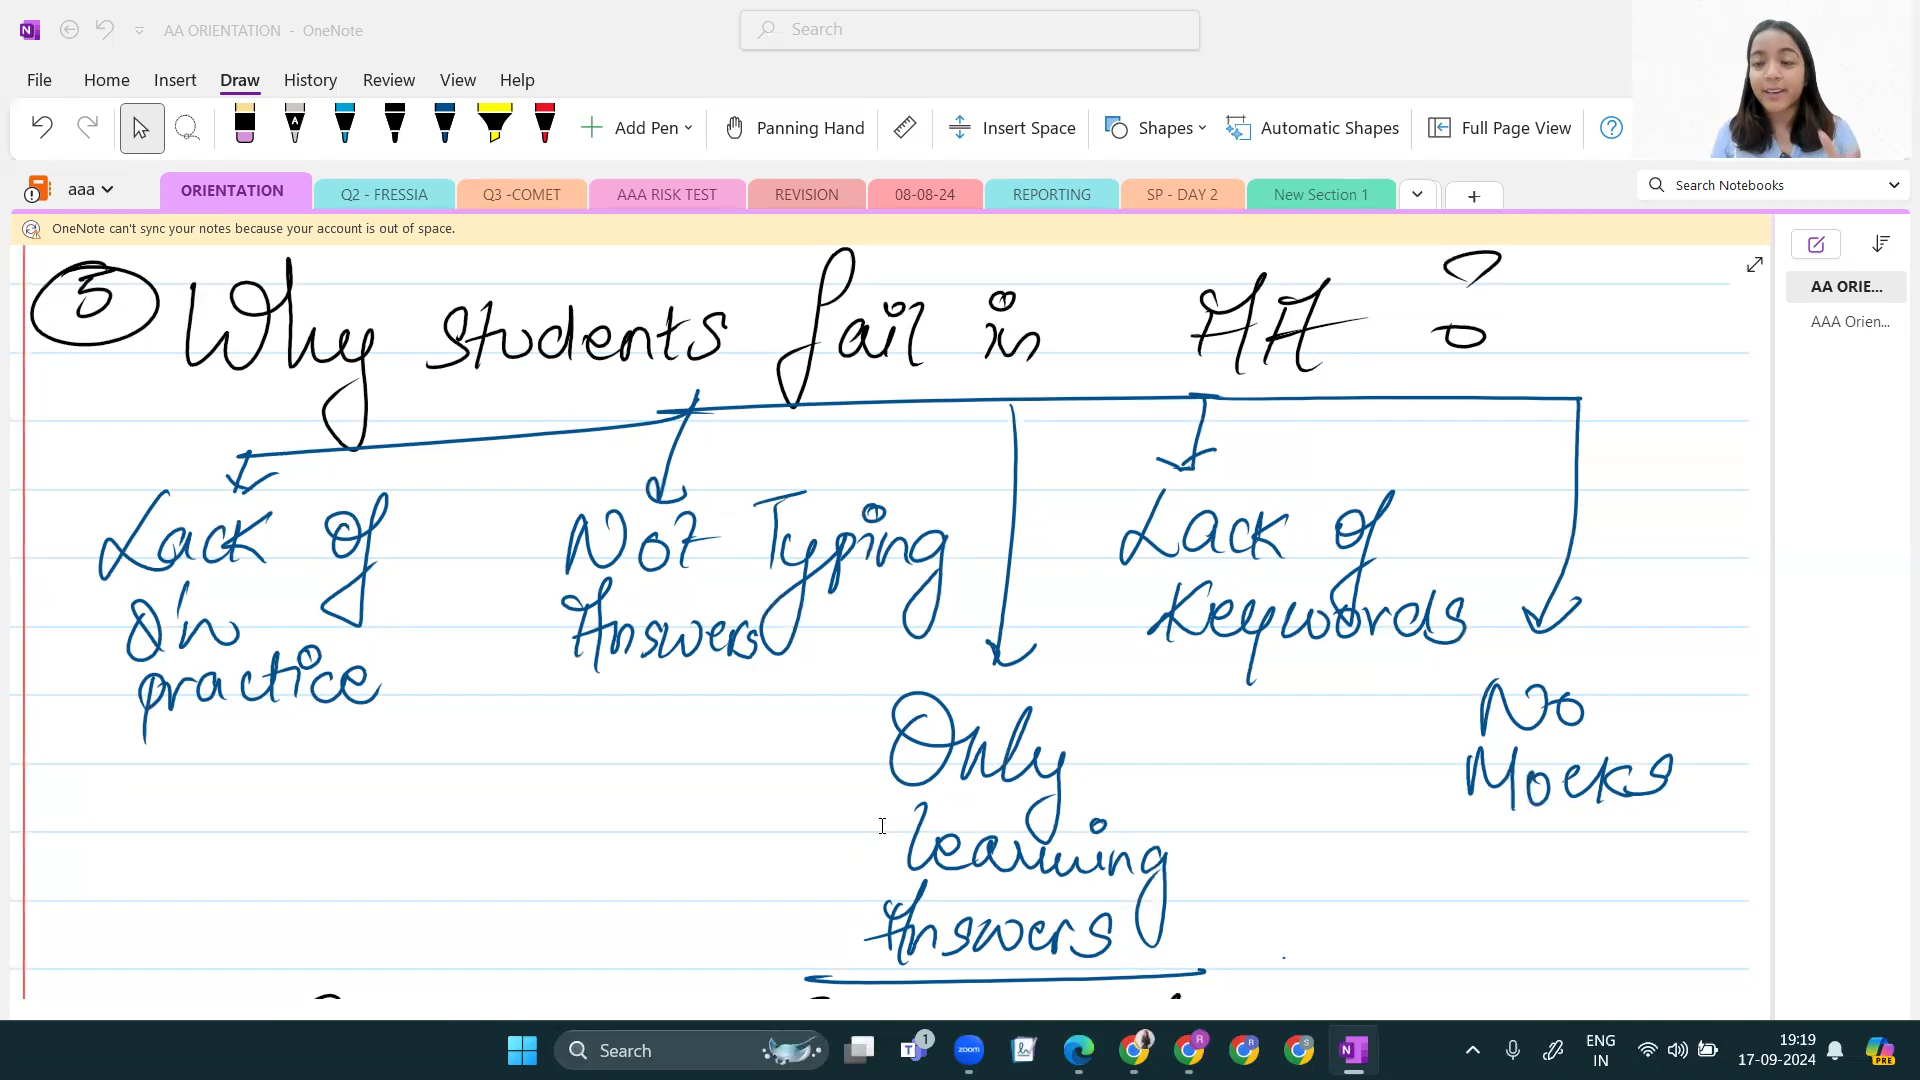 AA ORIENTATION - OneNote
Search
File Home Insert Draw History Review View Help
Add Pen Panning Hand Insert Space Shapes Automatic Shapes Full Page View
aaa ORIENTATION Q2 - FRESSIA Q3 -COMET AAA RISK TEST REVISION 08-08-24 REPORTING SP - DAY 2 New Section 1 Search Notebooks
OneNote can't sync your notes because your account is out of space.
AA ORIE...
AAA Orien...
5 Why students fail in AA ?
Lack of
Q'n
practice
Not Typing
Answers
Only
learning
Answers
Lack of
Keywords
No
Mocks
Search
1
zoom
ENG
IN
19:19
17-09-2024
PRE